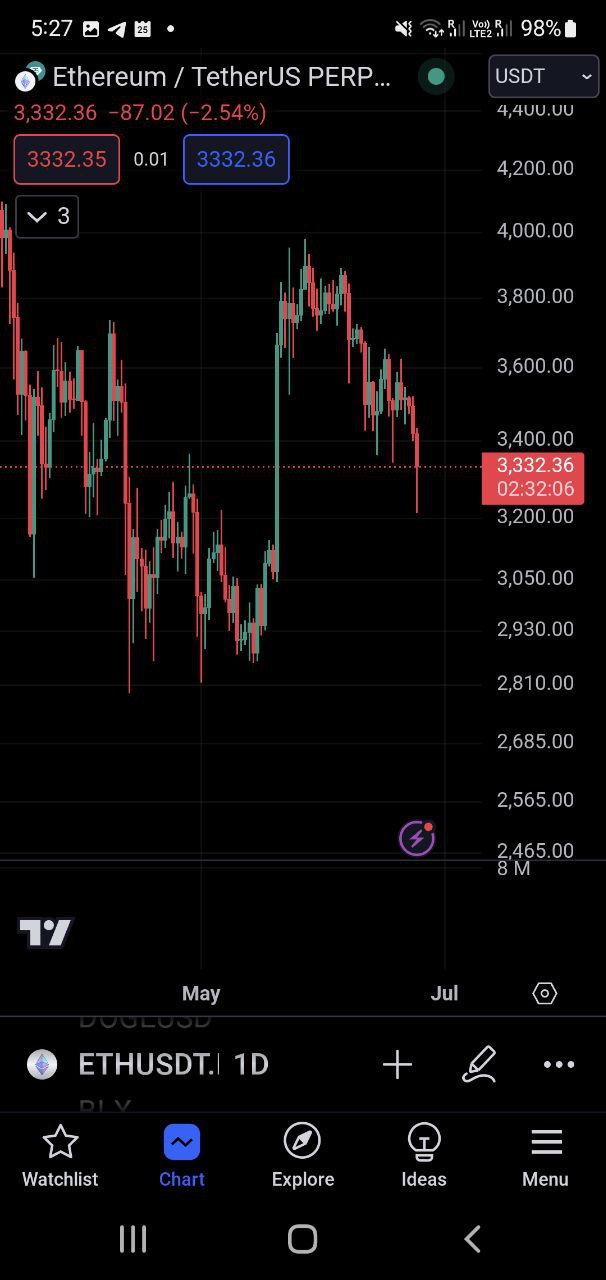 5:27 25 R Vo)) LTE2 R 98%
Ethereum / TetherUS PERP... USDT
3,332.36 −87.02 (−2.54%)
4,400.00
3332.35 0.01 3332.36
4,200.00
3
4,000.00
3,800.00
3,600.00
3,400.00
3,332.36
02:32:06
3,200.00
3,050.00
2,930.00
2,810.00
2,685.00
2,565.00
2,465.00
8 M
May Jul
DOGEUSD
ETHUSDT. 1D
BLX
Watchlist Chart Explore Ideas Menu